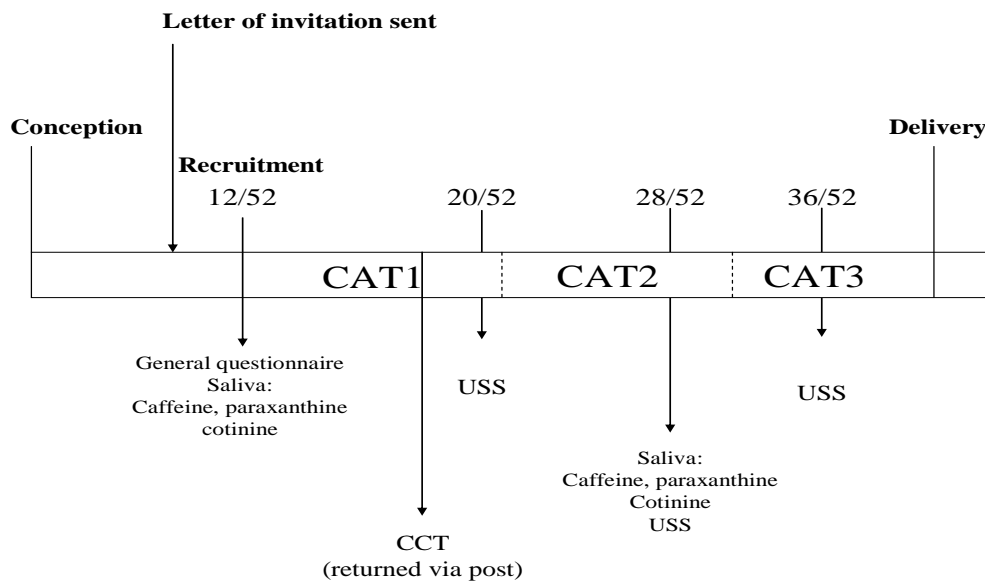 Letter of invitation sent
Conception
Delivery
Recruitment
12/52
20/52
28/52
36/52
CAT1
CAT2
CAT3
General questionnaire
Saliva:
Caffeine, paraxanthine
cotinine
USS
USS
Saliva:
Caffeine, paraxanthine
Cotinine
USS
CCT
(returned via post)